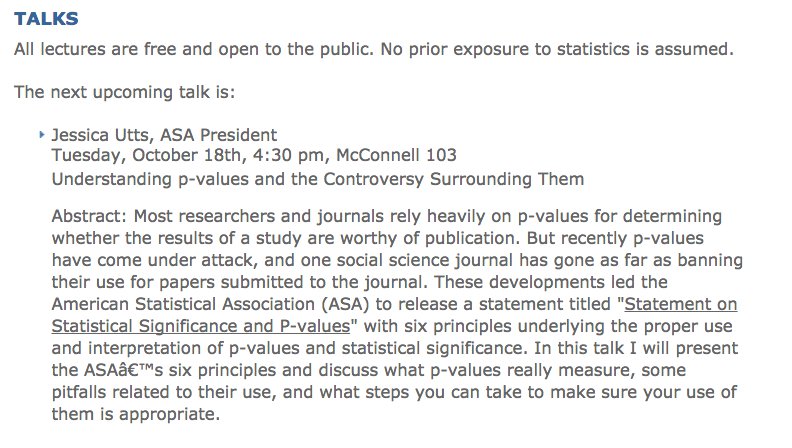 TALKS
All lectures are free and open to the public. No prior exposure to statistics is assumed.
The next upcoming talk is:
Jessica Utts, ASA President
Tuesday, October 18th, 4:30 pm, McConnell 103
Understanding p-values and the Controversy Surrounding Them
Abstract: Most researchers and journals rely heavily on p-values for determining
whether the results of a study are worthy of publication. But recently p-values
have come under attack, and one social science journal has gone as far as banning
their use for papers submitted to the journal. These developments led the
American Statistical Association (ASA) to release a statement titled "Statement on
Statistical Significance and P-values" with six principles underlying the proper use
and interpretation of p-values and statistical significance. In this talk I will present
the ASAâ€™s six principles and discuss what p-values really measure, some
pitfalls related to their use, and what steps you can take to make sure your use of
them is appropriate.